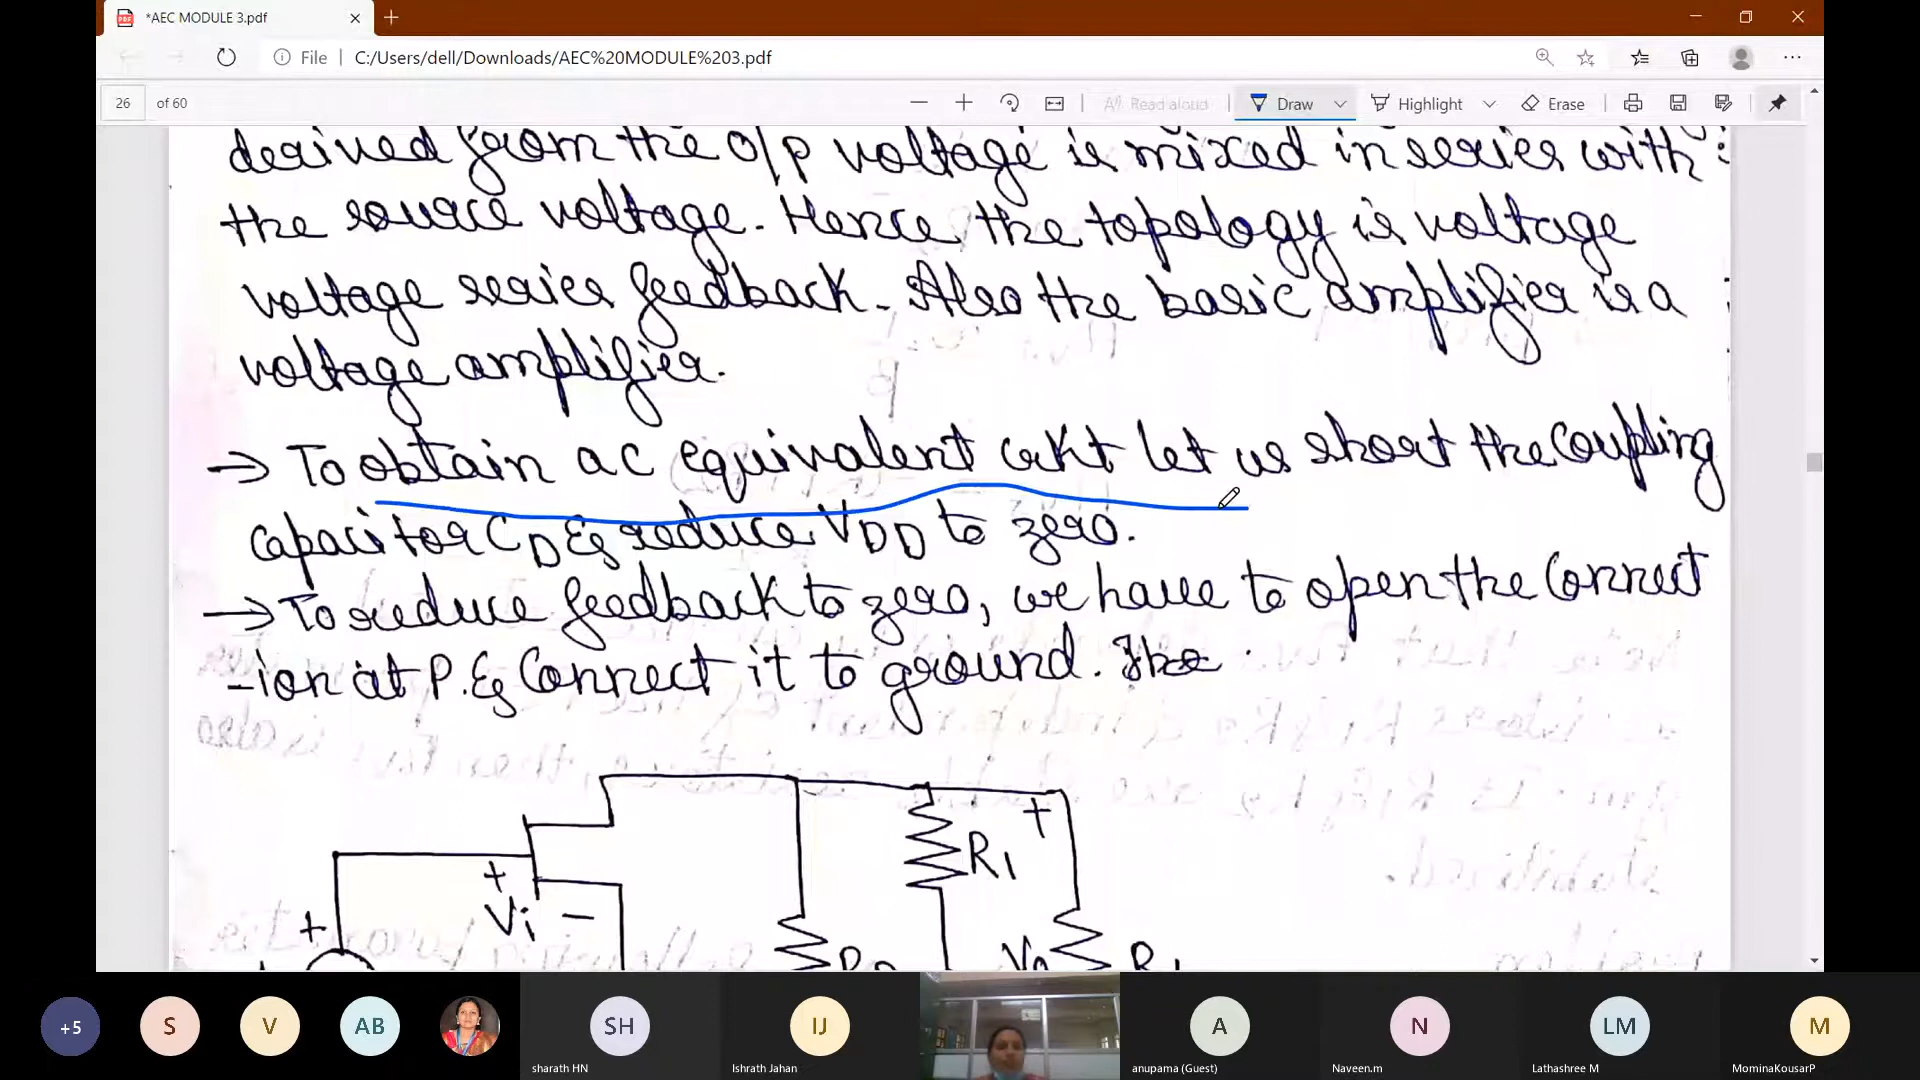 *AEC MODULE 3.pdf
File C:/Users/dell/Downloads/AEC%20MODULE%203.pdf
26 of 60 Read aloud Draw Highlight Erase
derived from the o/p voltage is mixed in series with
the source voltage. Hence, the topology is voltage
voltage series feedback. Also the basic amplifier is a
voltage amplifier.
→ To obtain ac equivalent ckt let us short the coupling
capacitor CD & reduce VDD to zero.
→ To reduce feedback to zero, we have to open the connect
-ion at P. & connect it to ground. The
R1
+
+
Vi
-
+
Vo
+5 S V AB SH IJ A N LM M
sharath HN Ishrath Jahan anupama (Guest) Naveen.m Lathashree M MominaKousarP